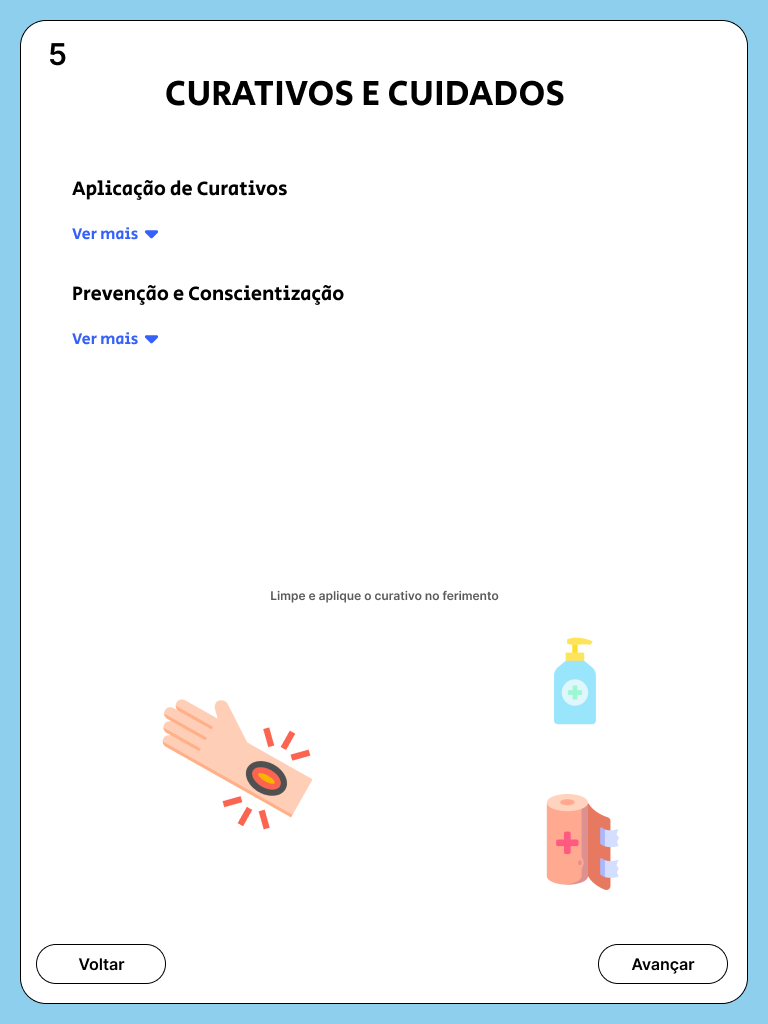 5
CURATIVOS E CUIDADOS
Aplicação de Curativos
Ver mais
Prevenção e Conscientização
Ver mais
Limpe e aplique o curativo no ferimento
Voltar
Avançar